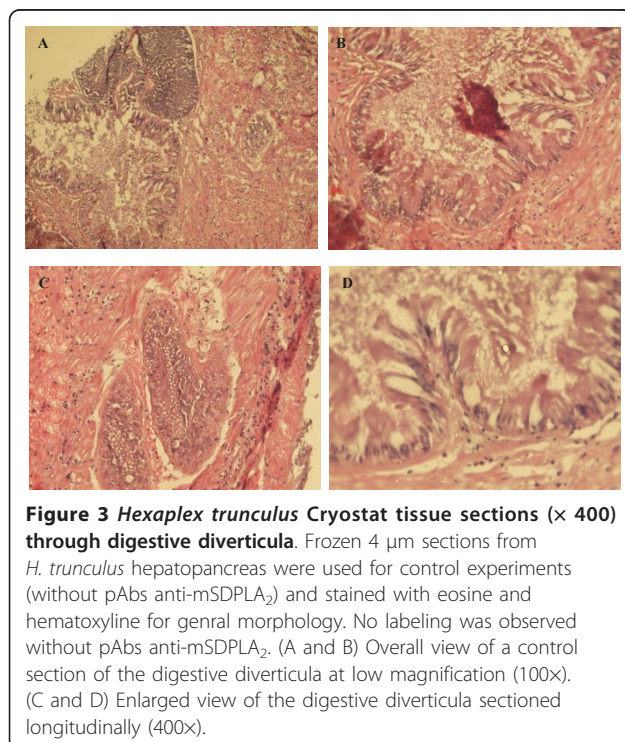 A
B
C
D
Figure 3 Hexaplex trunculus Cryostat tissue sections (× 400)
through digestive diverticula. Frozen 4 μm sections from
H. trunculus hepatopancreas were used for control experiments
(without pAbs anti-mSDPLA₂) and stained with eosine and
hematoxyline for genral morphology. No labeling was observed
without pAbs anti-mSDPLA₂. (A and B) Overall view of a control
section of the digestive diverticula at low magnification (100×).
(C and D) Enlarged view of the digestive diverticula sectioned
longitudinally (400×).